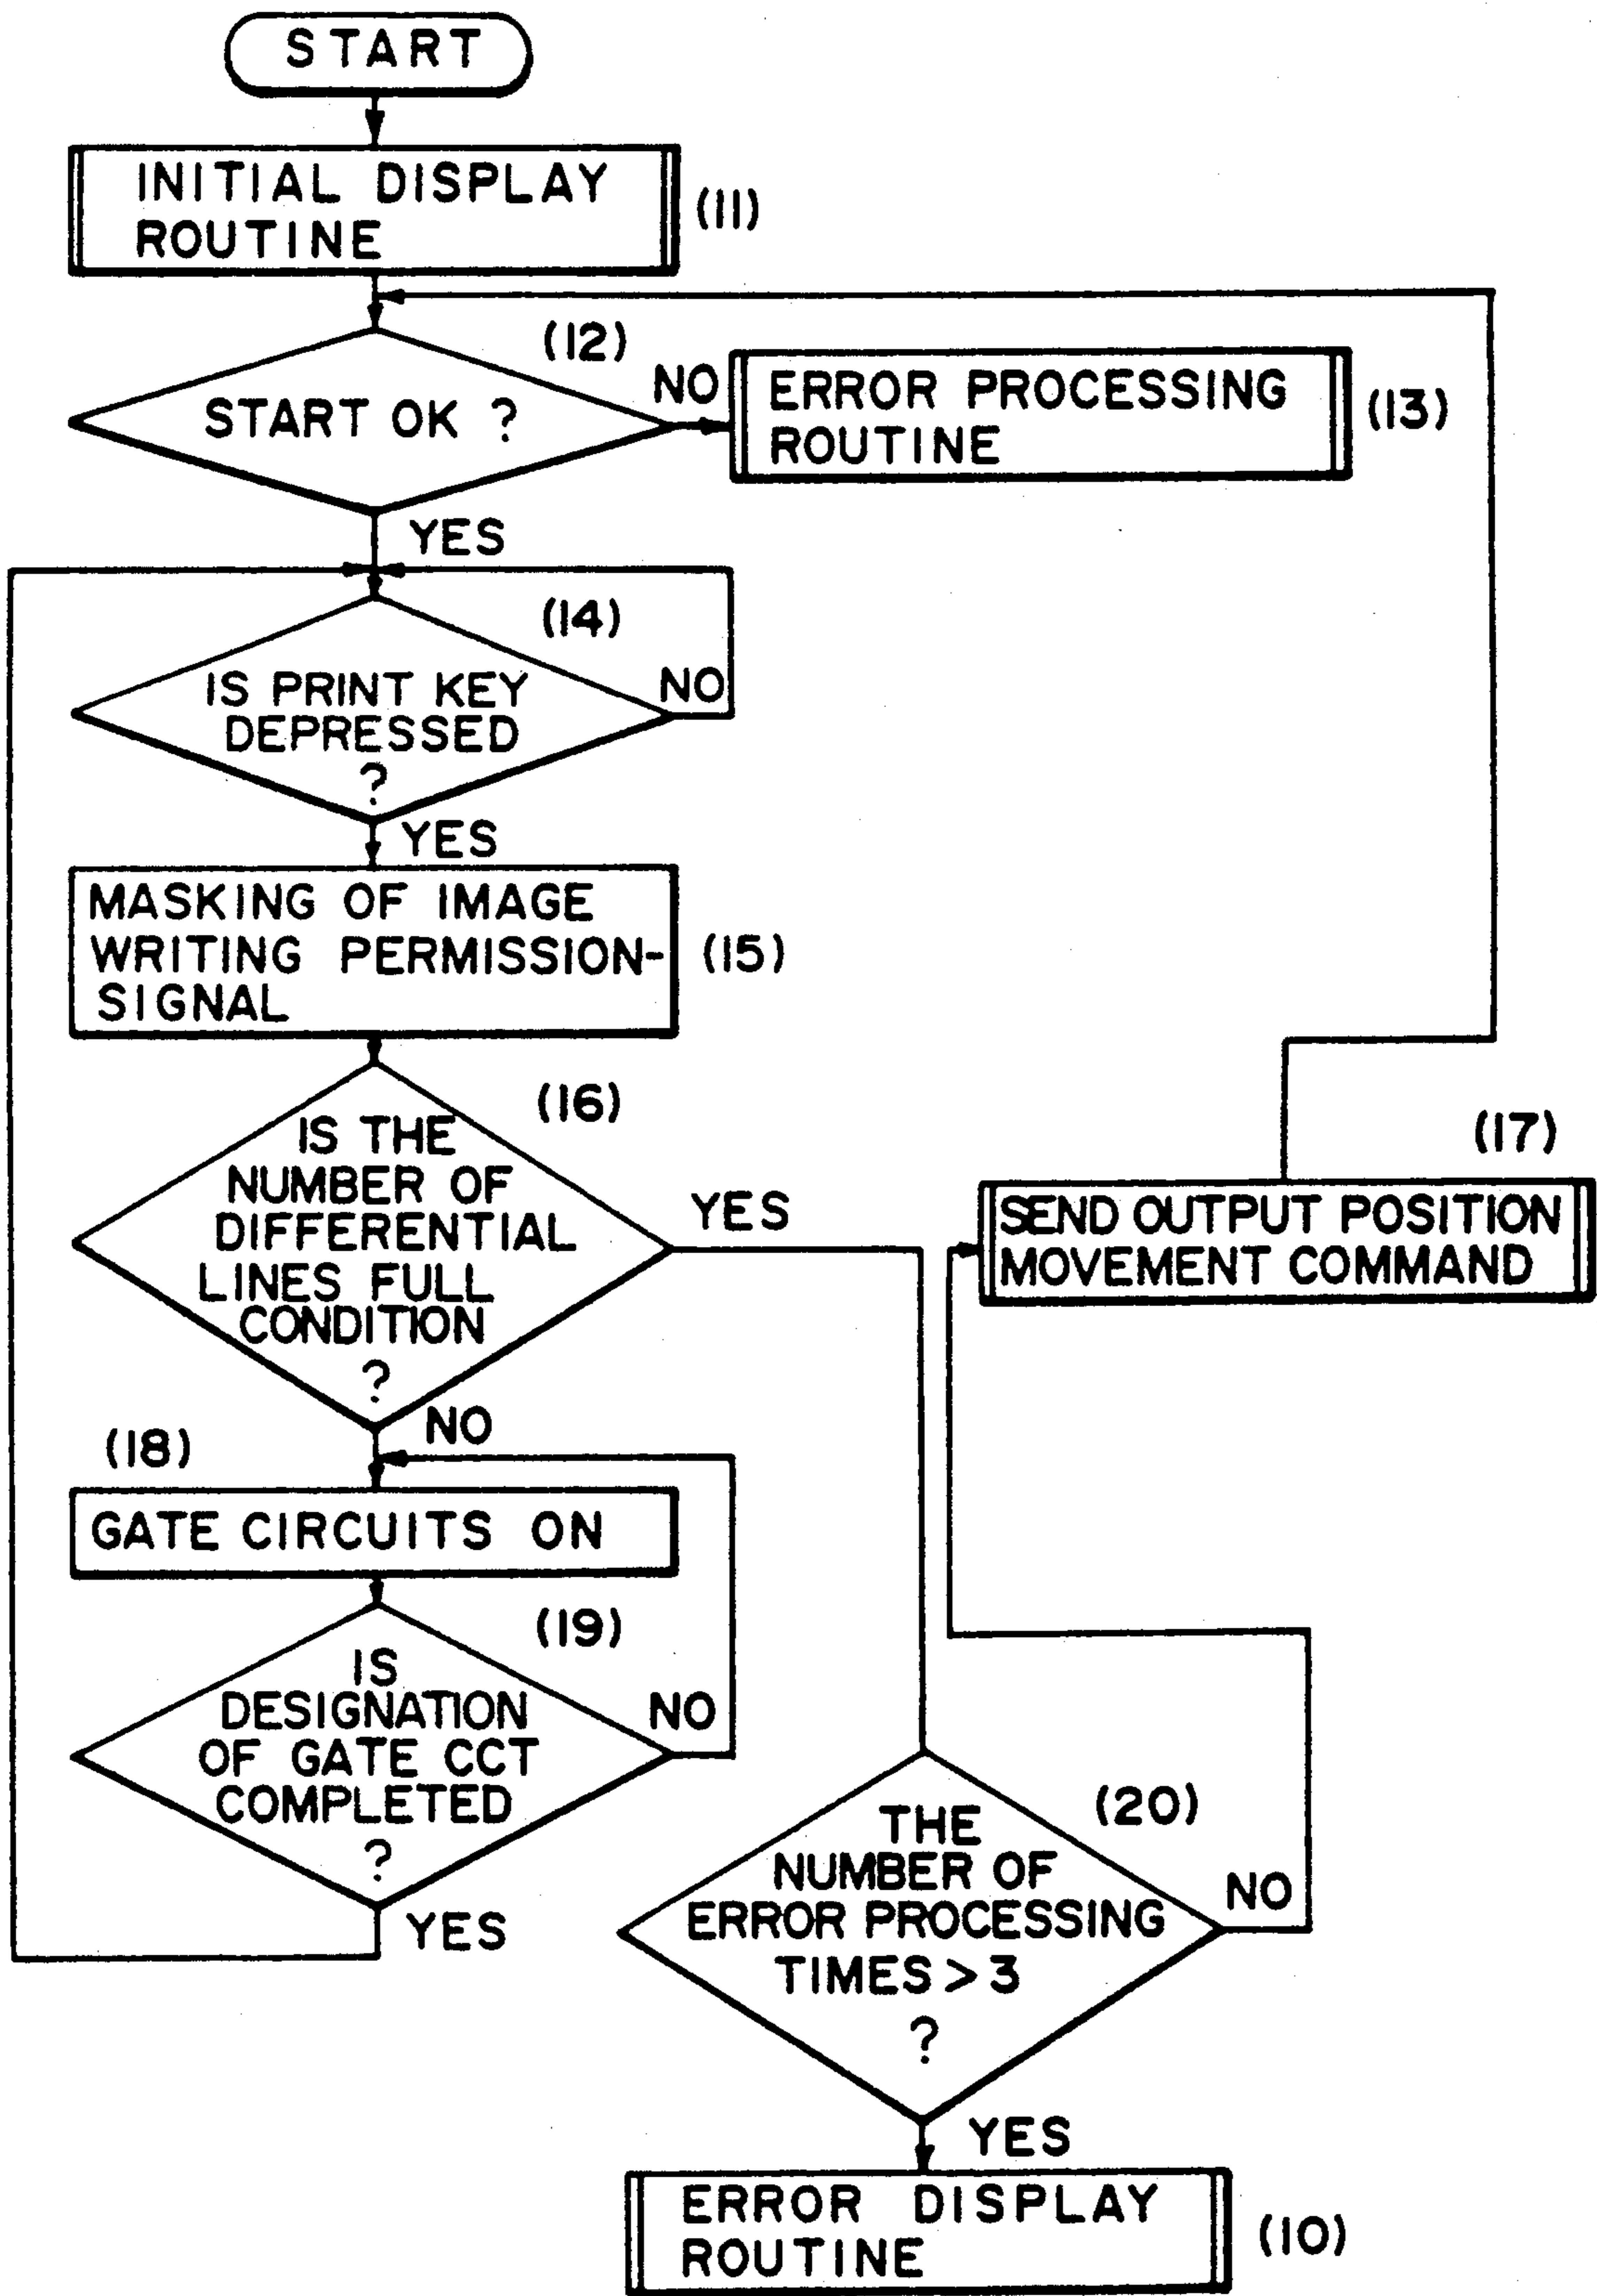 START
INITIAL DISPLAY
ROUTINE
(11)
(12)
START OK ?
NO
ERROR PROCESSING
ROUTINE
(13)
YES
(14)
IS PRINT KEY
DEPRESSED
?
NO
YES
MASKING OF IMAGE
WRITING PERMISSION-
SIGNAL
(15)
(16)
IS THE
NUMBER OF
DIFFERENTIAL
LINES FULL
CONDITION
?
YES
(17)
SEND OUTPUT POSITION
MOVEMENT COMMAND
NO
(18)
GATE CIRCUITS ON
(19)
IS
DESIGNATION
OF GATE CCT
COMPLETED
?
NO
YES
(20)
THE
NUMBER OF
ERROR PROCESSING
TIMES > 3
?
NO
YES
ERROR DISPLAY
ROUTINE
(10)